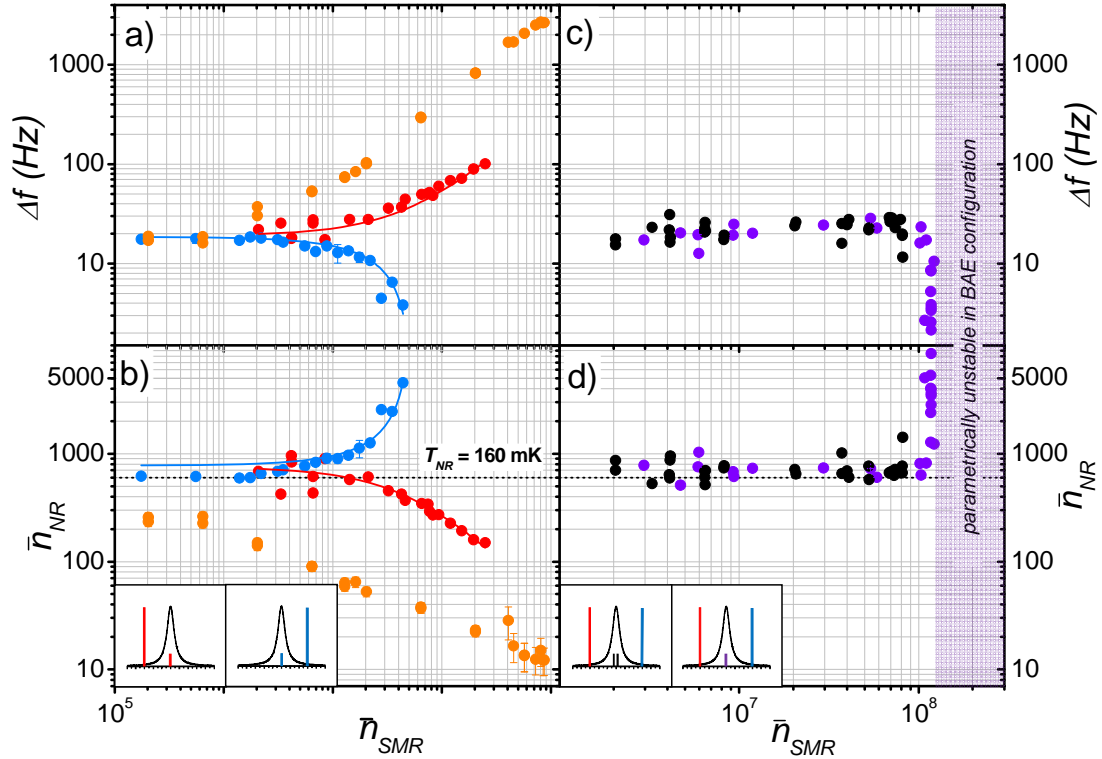 a)
c)
1000
100
10
Δf (Hz)
1000
100
10
Δf (Hz)
parametrically unstable in BAE configuration
b)
d)
T_NR = 160 mK
5000
1000
100
10
n̄_NR
5000
1000
100
10
n̄_NR
10^5
n̄_SMR
10^7
10^8
n̄_SMR